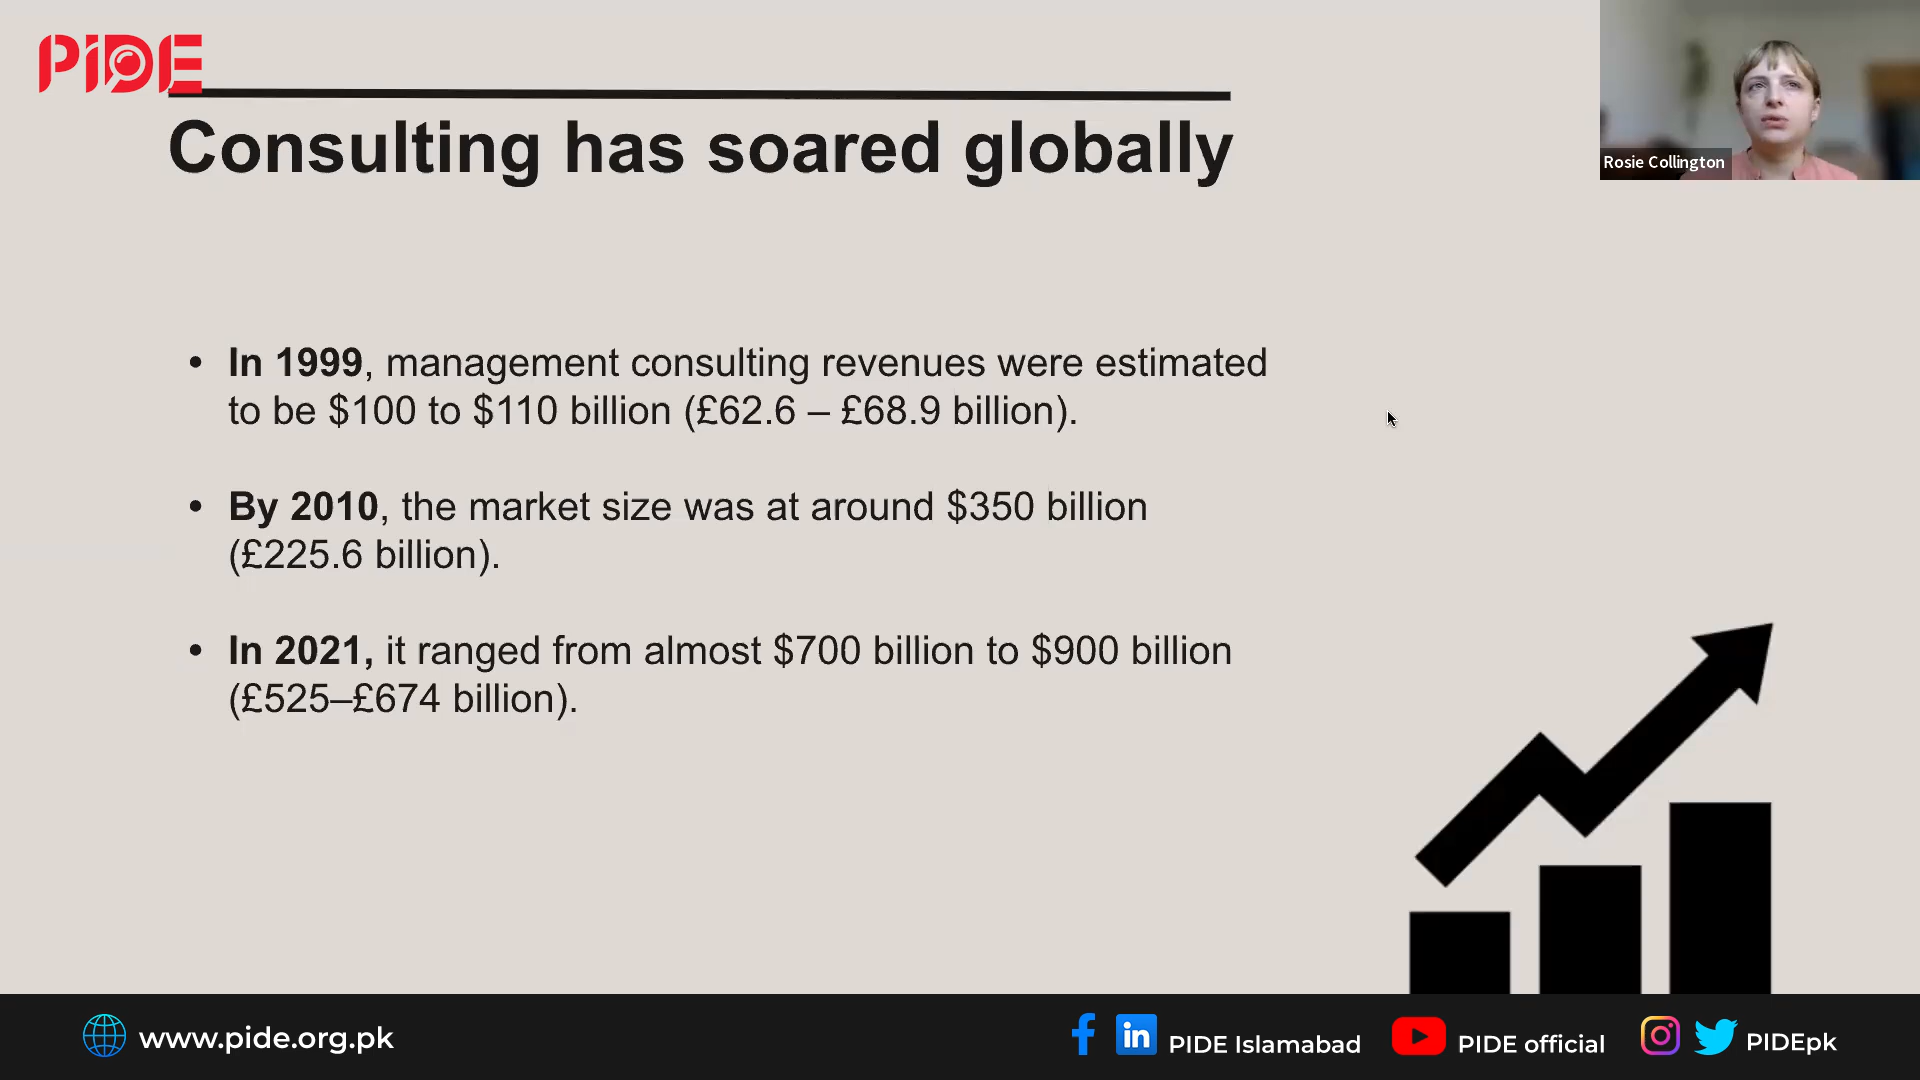 PiDE
Rosie Collington
Consulting has soared globally
• In 1999, management consulting revenues were estimated
to be $100 to $110 billion (£62.6 – £68.9 billion).
• By 2010, the market size was at around $350 billion
(£225.6 billion).
• In 2021, it ranged from almost $700 billion to $900 billion
(£525–£674 billion).
www.pide.org.pk
in PIDE Islamabad
PIDE official
PIDEpk